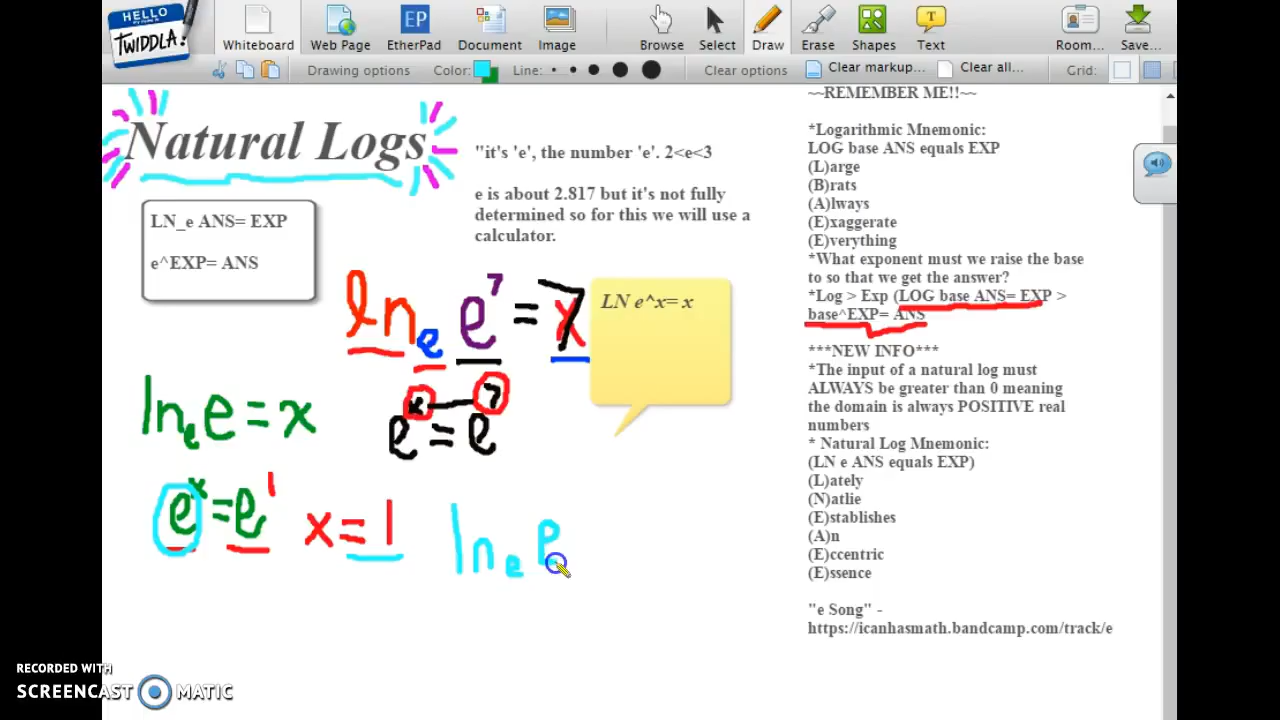 HELLO
TWIDDLA!
Whiteboard Web Page EtherPad Document Image Browse Select Draw Erase Shapes Text Room... Save...
EP
T
Drawing options Color: Line: Clear options Clear markup... Clear all... Grid:
Natural Logs
LN_e ANS= EXP
e^EXP= ANS
"it's 'e', the number 'e'. 2<e<3
e is about 2.817 but it's not fully
determined so for this we will use a
calculator.
ln_e e^7 = 7
LN e^x= x
e^x = e^7
ln_e e = x
e^x = e^1 x = 1
ln_e e
~~REMEMBER ME!!~~
*Logarithmic Mnemonic:
LOG base ANS equals EXP
(L)arge
(B)rats
(A)lways
(E)xaggerate
(E)verything
*What exponent must we raise the base
to so that we get the answer?
*Log > Exp (LOG base ANS= EXP >
base^EXP= ANS
***NEW INFO***
*The input of a natural log must
ALWAYS be greater than 0 meaning
the domain is always POSITIVE real
numbers
* Natural Log Mnemonic:
(LN e ANS equals EXP)
(L)ately
(N)atlie
(E)stablishes
(A)n
(E)ccentric
(E)ssence
"e Song" -
https://icanhasmath.bandcamp.com/track/e
RECORDED WITH
SCREENCAST MATIC